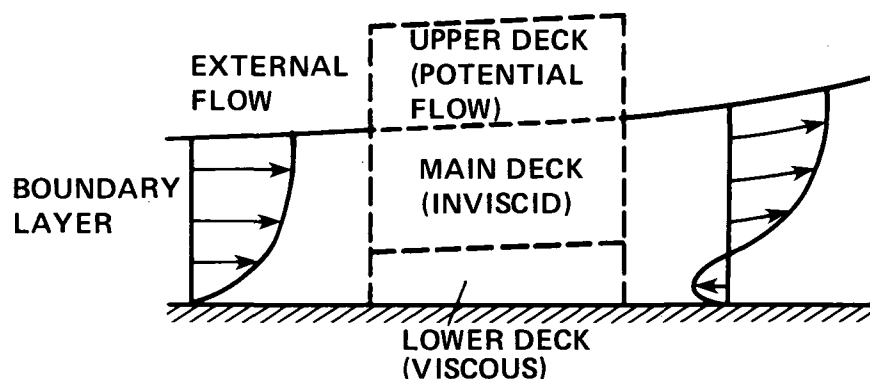 UPPER DECK
(POTENTIAL
FLOW)
EXTERNAL
FLOW
MAIN DECK
(INVISCID)
BOUNDARY
LAYER
LOWER DECK
(VISCOUS)